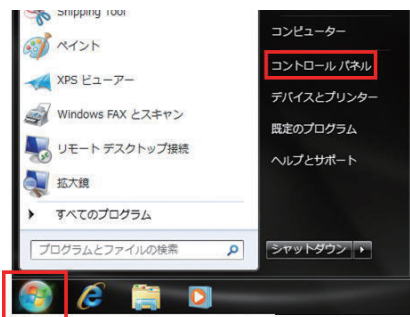 Snipping Tool
ペイント
XPS ビューアー
Windows FAX とスキャン
リモート デスクトップ接続
拡大鏡
すべてのプログラム
プログラムとファイルの検索
コンピューター
コントロール パネル
デバイスとプリンター
既定のプログラム
ヘルプとサポート
シャットダウン